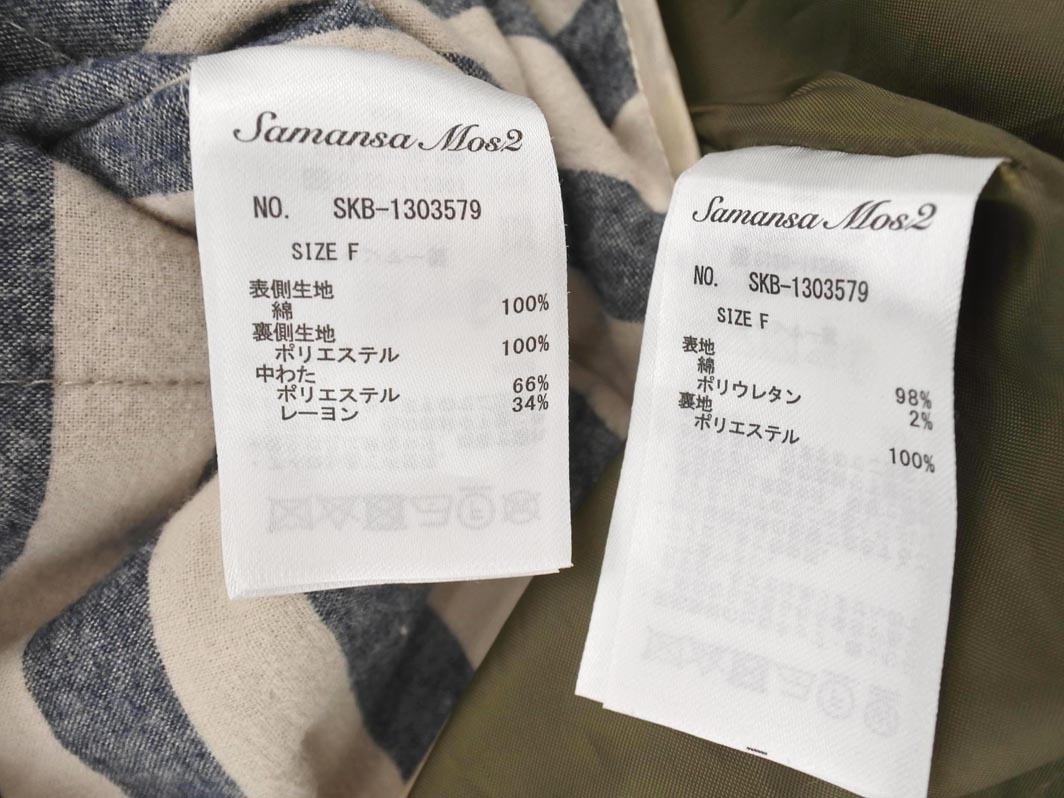 Samansa Mos2
NO. SKB-1303579
SIZE F
表側生地
綿 100%
裏側生地
ポリエステル 100%
中わた
ポリエステル 66%
レーヨン 34%
Samansa Mos2
NO. SKB-1303579
SIZE F
表地
綿 98%
ポリウレタン 2%
裏地
ポリエステル 100%